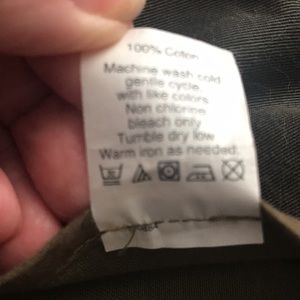 100% Coton
Machine wash cold
gentle cycle
with like colors
Non chlorine
bleach only
Tumble dry low
Warm iron as needed.